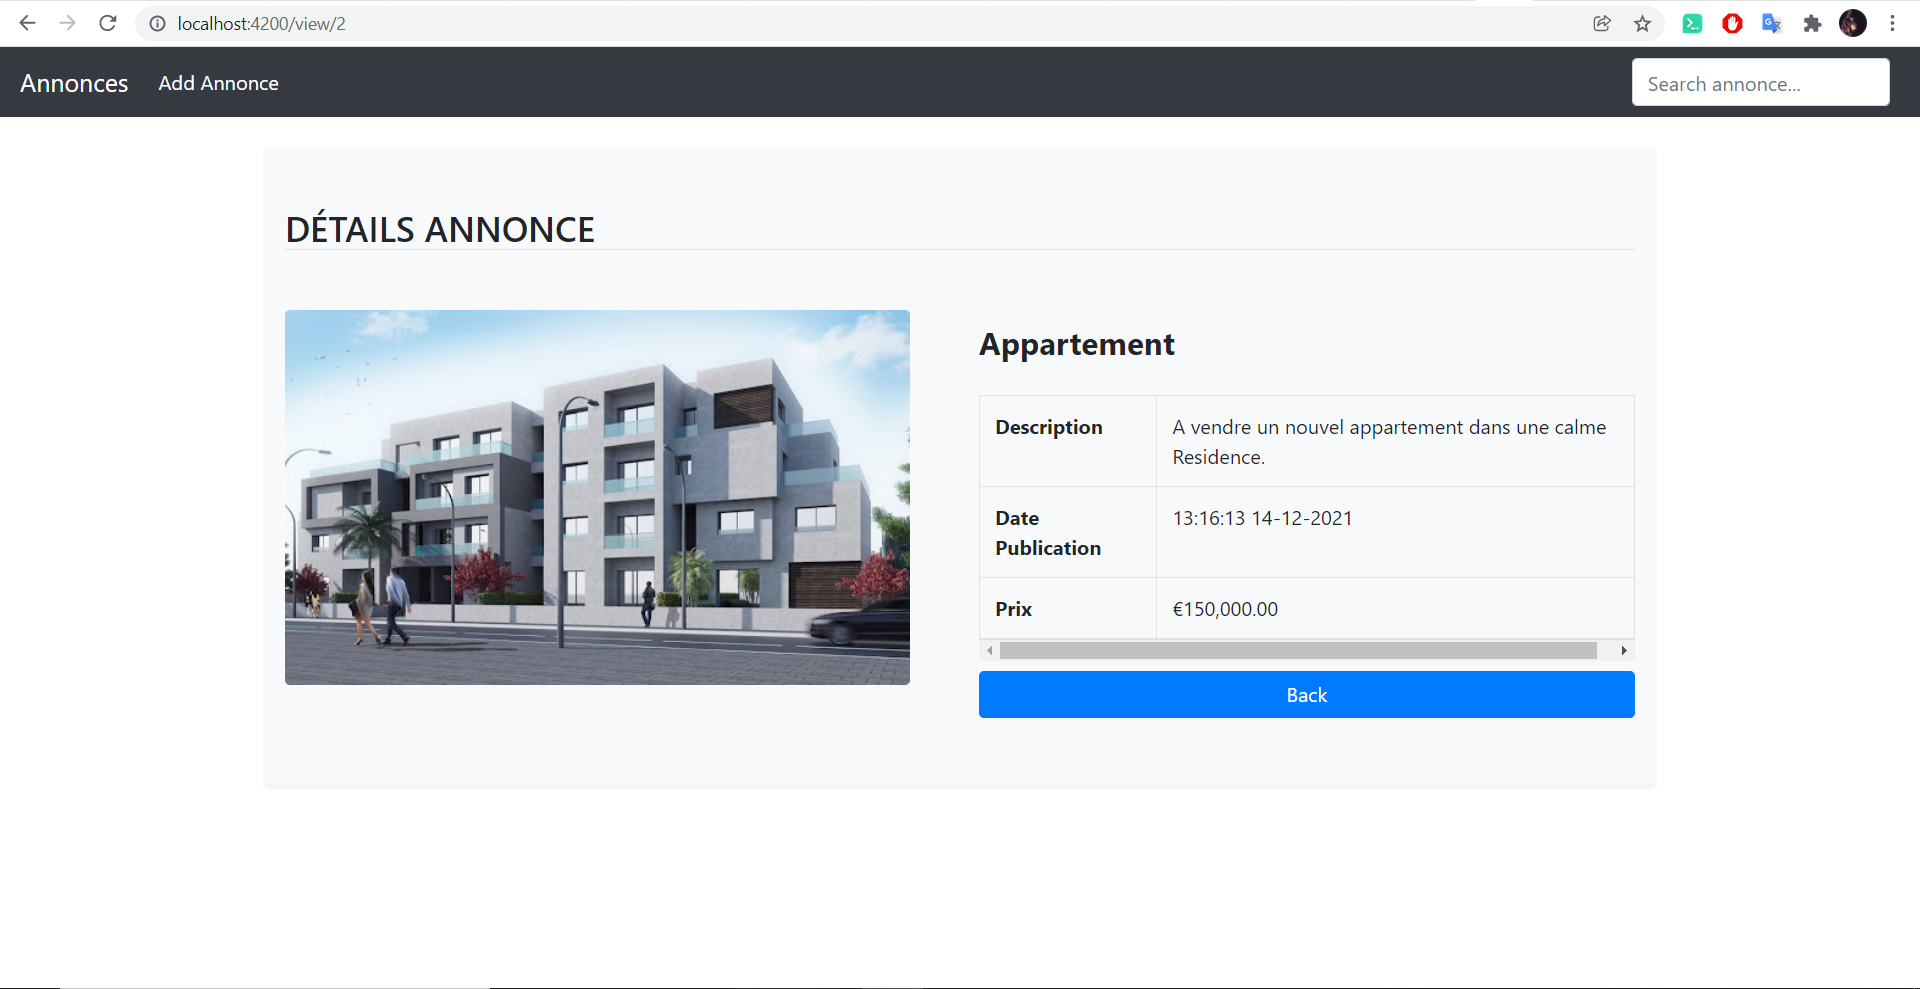 localhost:4200/view/2
Annonces
Add Annonce
Search annonce...
DÉTAILS ANNONCE
Appartement
Description
A vendre un nouvel appartement dans une calme
Residence.
Date
Publication
13:16:13 14-12-2021
Prix
€150,000.00
Back